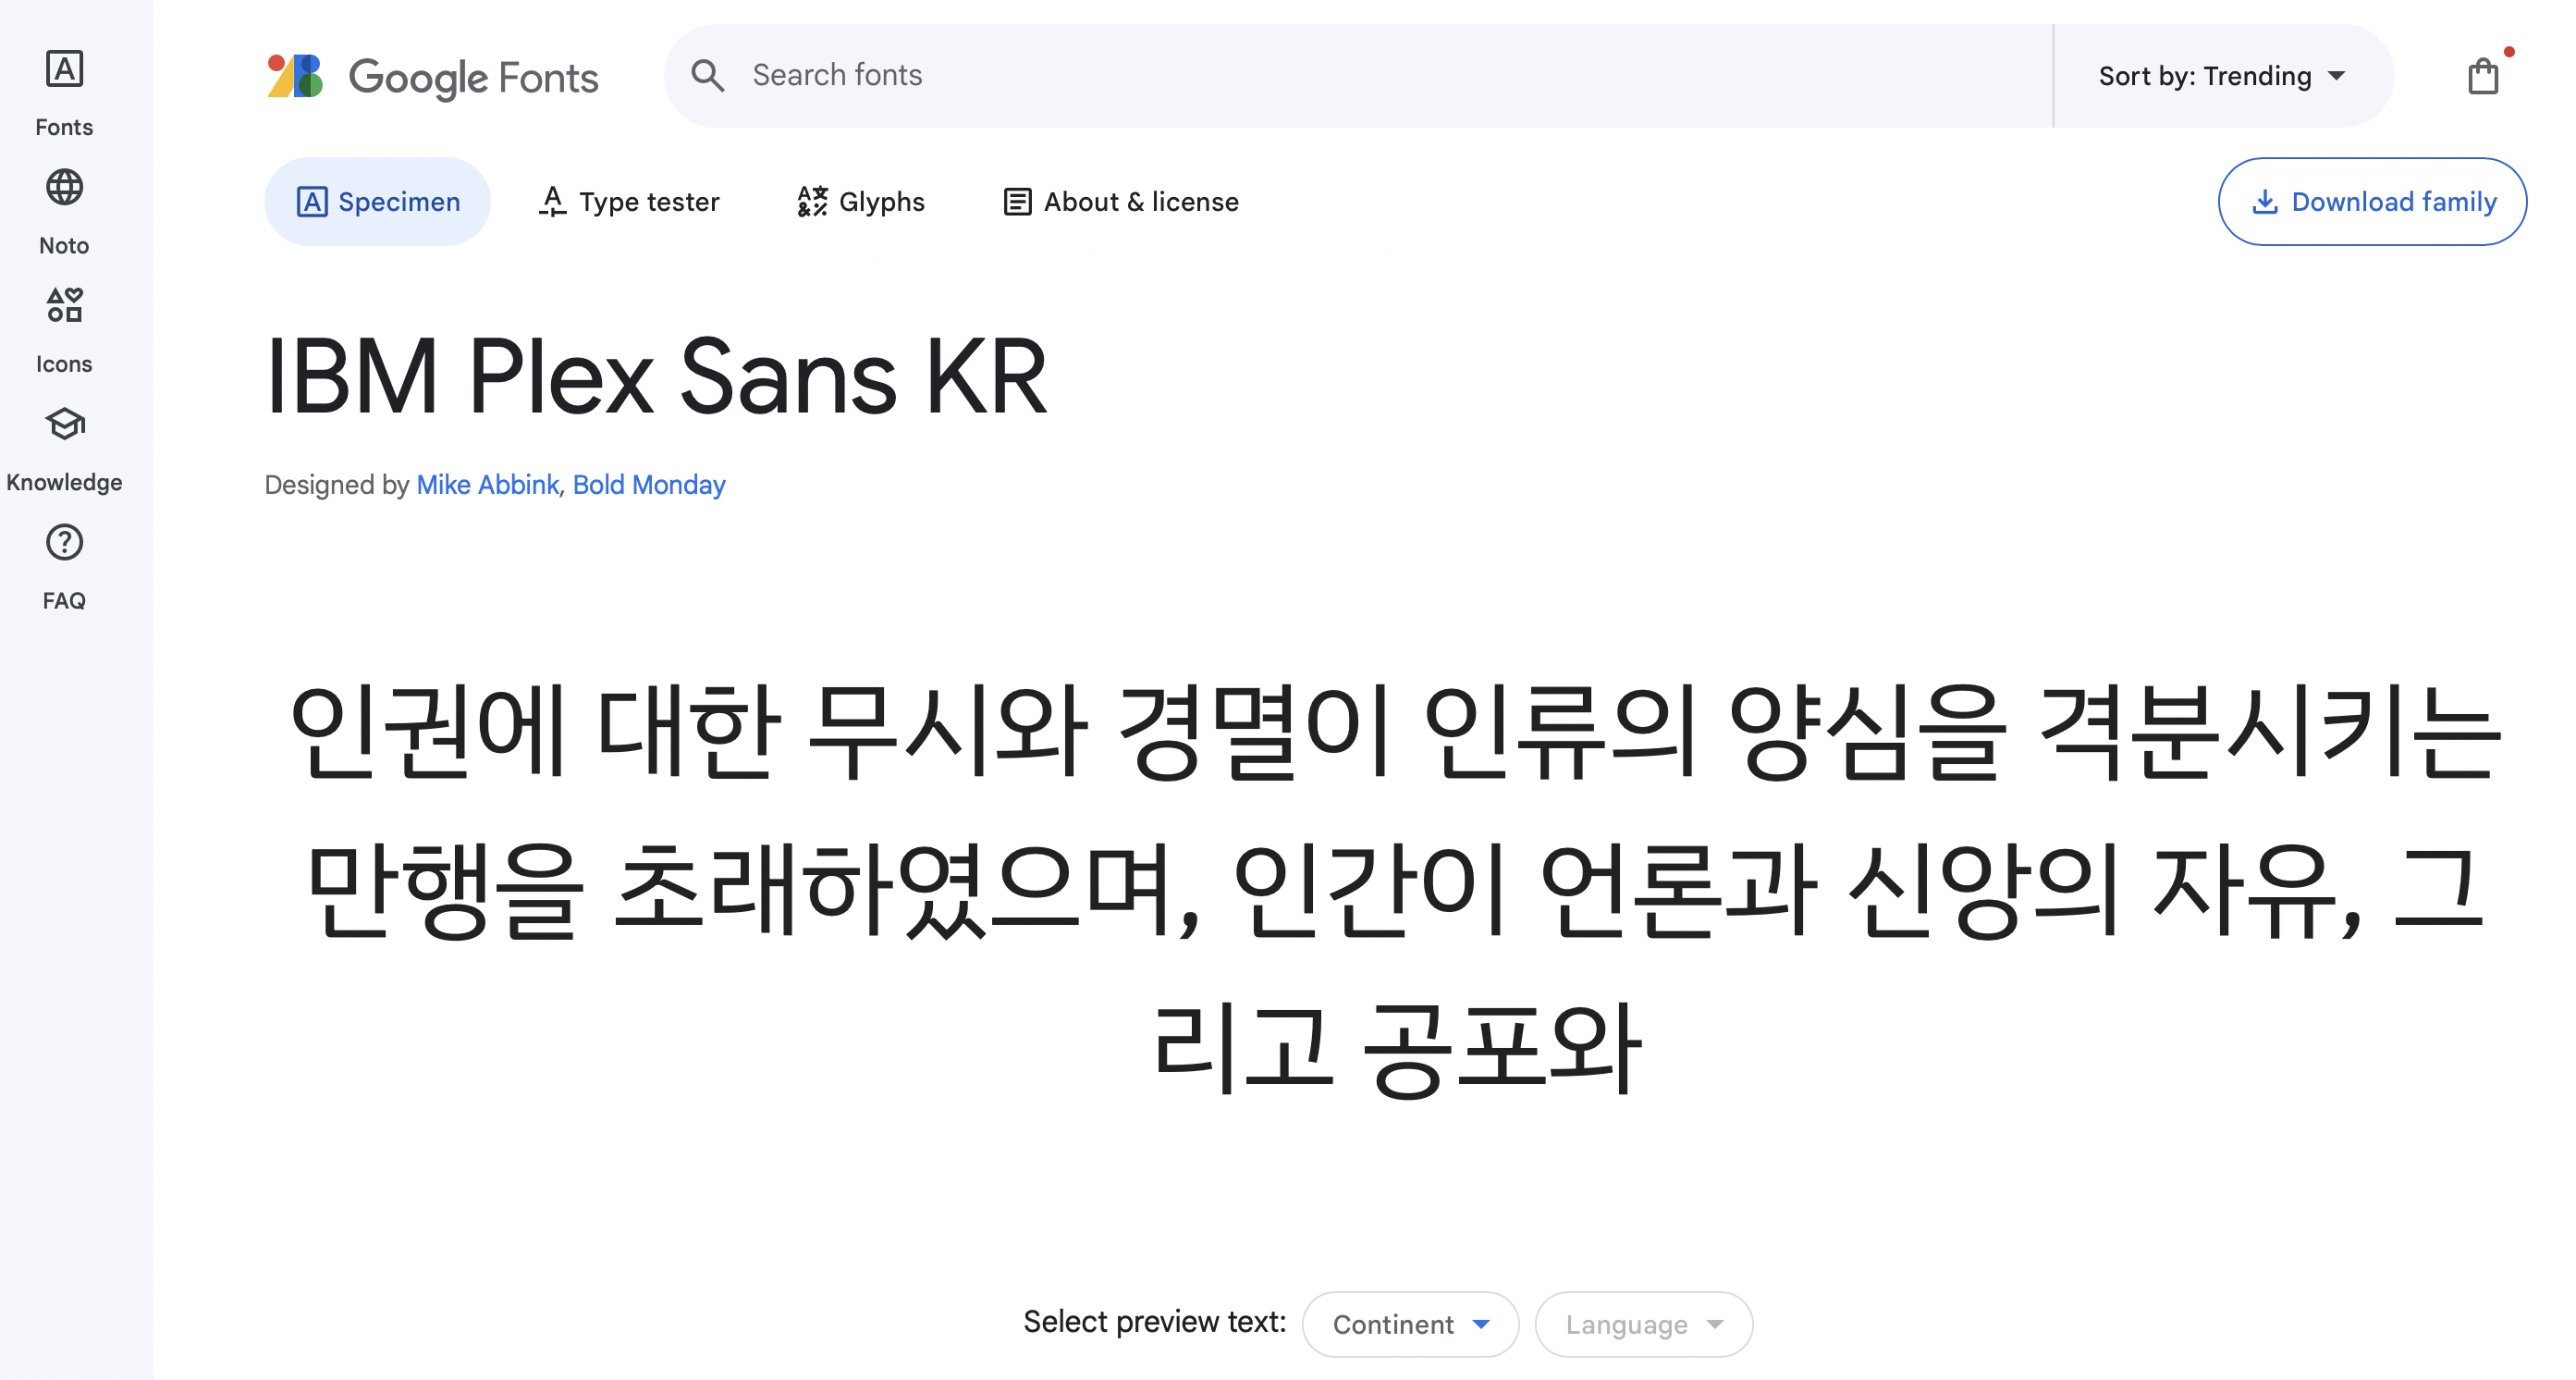 Fonts
Noto
Icons
Knowledge
FAQ
Google Fonts
Search fonts
Sort by: Trending
Specimen
Type tester
Glyphs
About & license
Download family
IBM Plex Sans KR
Designed by Mike Abbink, Bold Monday
인권에 대한 무시와 경멸이 인류의 양심을 격분시키는
만행을 초래하였으며, 인간이 언론과 신앙의 자유, 그
리고 공포와
Select preview text:
Continent
Language